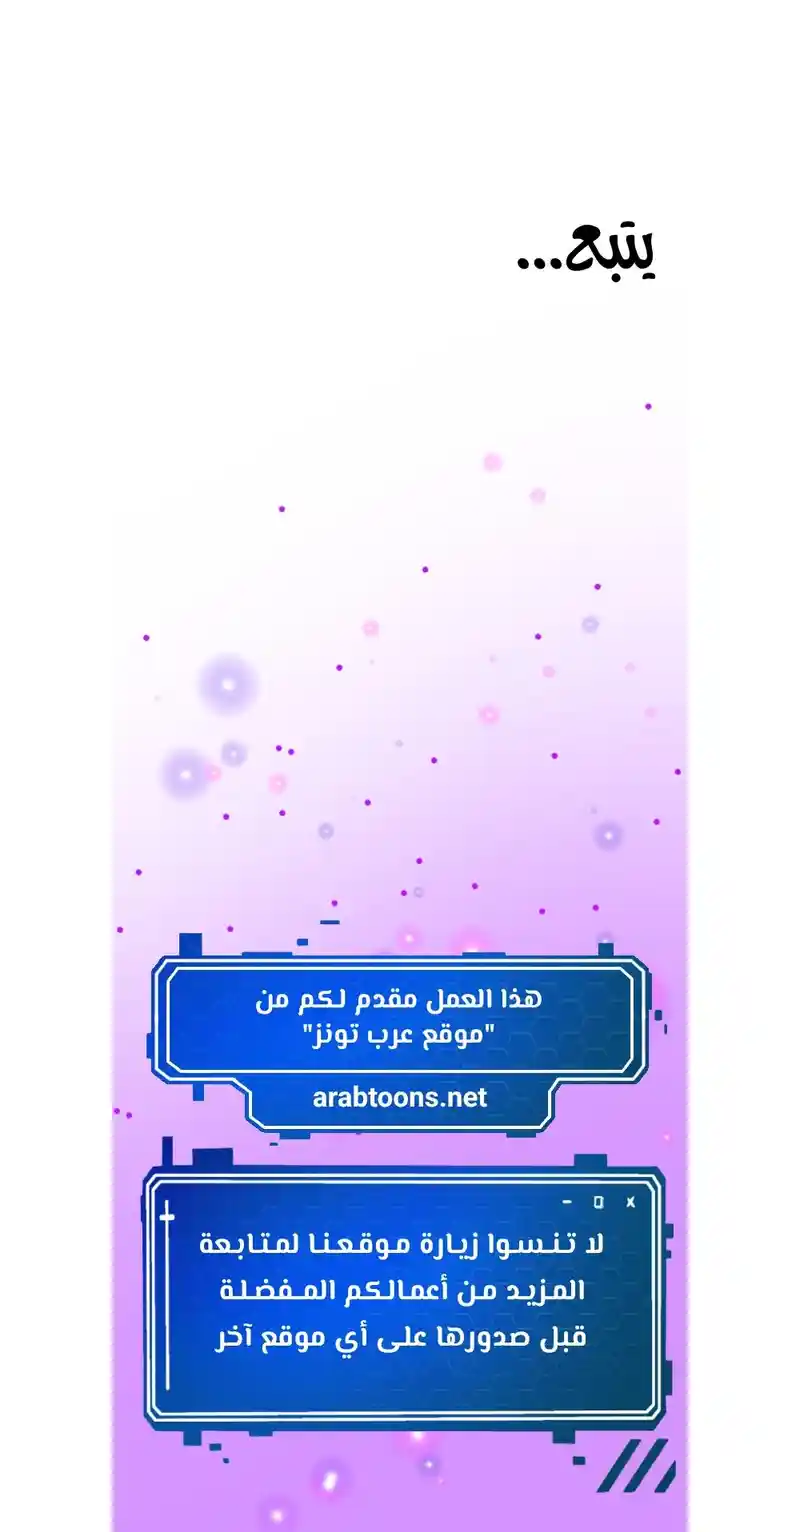 يتبع...
هذا العمل مقدم لكم من
"موقع عرب تونز"
arabtoons.net
لا تنسوا زيارة موقعنا لمتابعة
المزيد من أعمالكم المفضلة
قبل صدورها على أي موقع آخر